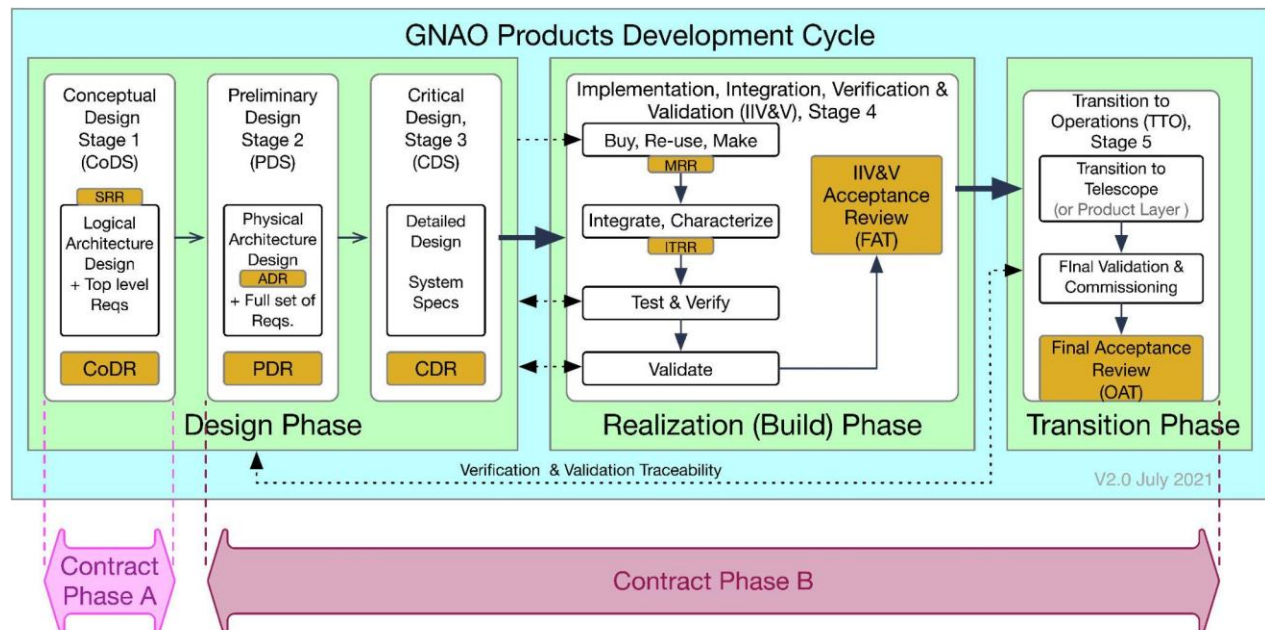 GNAO Products Development Cycle
Conceptual
Design
Stage 1
(CoDS)
SRR
Logical
Architecture
Design
+ Top level
Reqs
CoDR
Preliminary
Design
Stage 2
(PDS)
Physical
Architecture
Design
ADR
+ Full set of
Reqs.
PDR
Critical
Design,
Stage 3
(CDS)
Detailed
Design
System
Specs
CDR
Design Phase
Implementation, Integration, Verification &
Validation (IIV&V), Stage 4
Buy, Re-use, Make
MRR
Integrate, Characterize
ITRR
Test & Verify
Validate
IIV&V
Acceptance
Review
(FAT)
Realization (Build) Phase
Transition to
Operations (TTO),
Stage 5
Transition to
Telescope
(or Product Layer )
FInal Validation &
Commissioning
Final Acceptance
Review
(OAT)
Transition Phase
Verification & Validation Traceability
V2.0 July 2021
Contract
Phase A
Contract Phase B